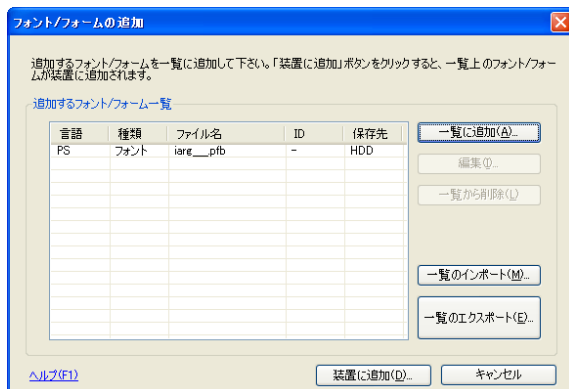 フォント/フォームの追加
追加するフォント/フォームを一覧に追加して下さい。「装置に追加」ボタンをクリックすると、一覧上のフォント/フォー
ムが装置に追加されます。
追加するフォント/フォーム一覧
言語 種類 ファイル名 ID 保存先
PS フォント iarg___.pfb - HDD
一覧に追加(A)...
編集(I)...
一覧から削除(L)
一覧のインポート(M)...
一覧のエクスポート(E)...
ヘルプ(F1)
装置に追加(D)...
キャンセル